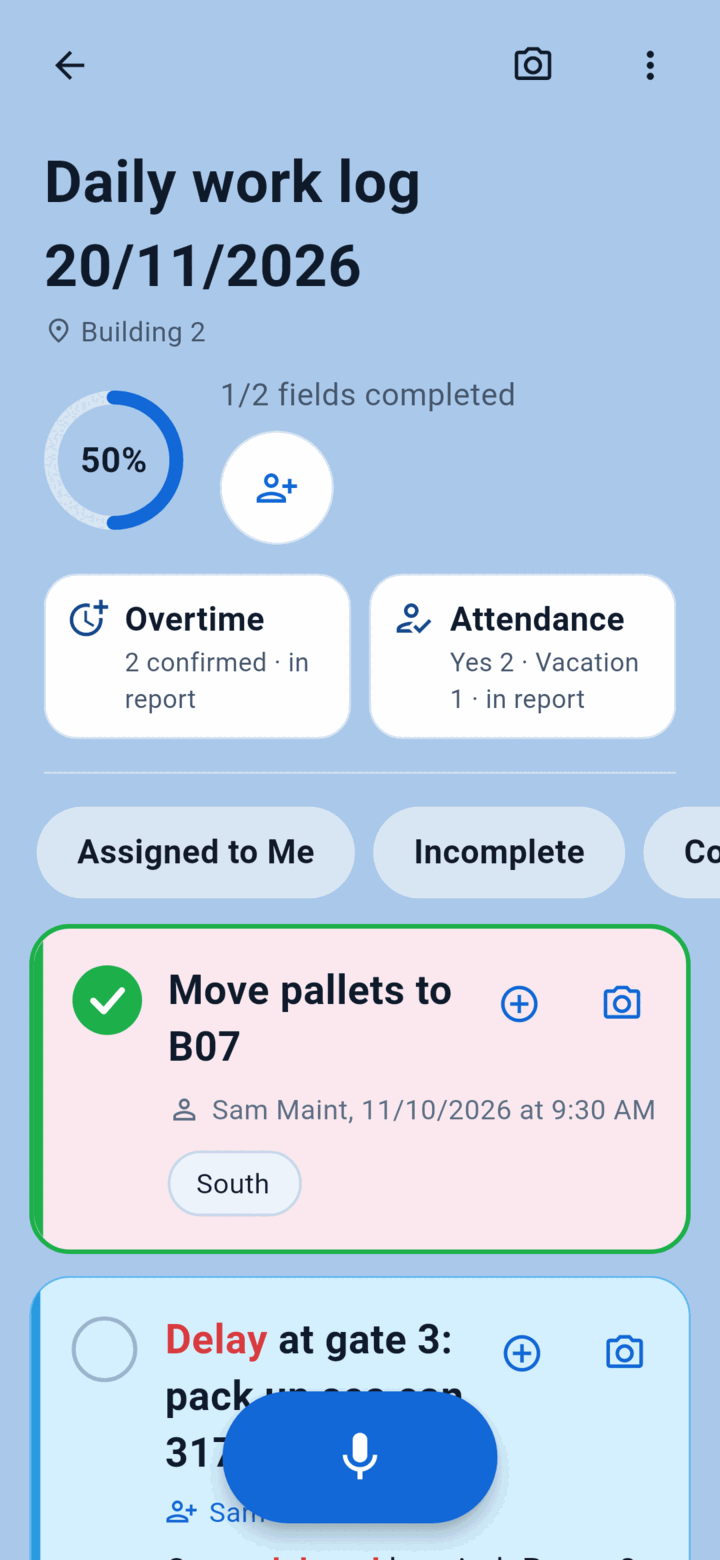 Daily work log
20/11/2026
Building 2
1/2 fields completed
50%
Overtime
2 confirmed · in
report
Attendance
Yes 2 · Vacation
1 · in report
Assigned to Me
Incomplete
Move pallets to
B07
Sam Maint, 11/10/2026 at 9:30 AM
South
Delay at gate 3:
pack